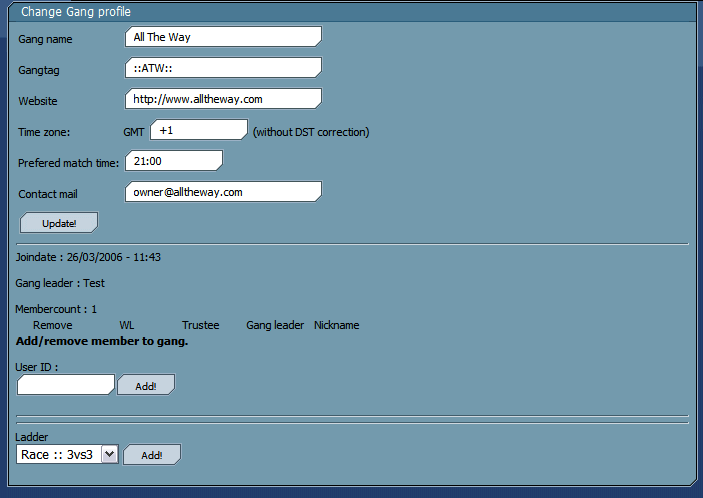 Change Gang profile
Gang name All The Way
Gangtag ::ATW::
Website http://www.alltheway.com
Time zone: GMT +1 (without DST correction)
Prefered match time: 21:00
Contact mail owner@alltheway.com
Update!
Joindate : 26/03/2006 - 11:43
Gang leader : Test
Membercount : 1
Remove WL Trustee Gang leader Nickname
Add/remove member to gang.
User ID :
Add!
Ladder
Race :: 3vs3 Add!